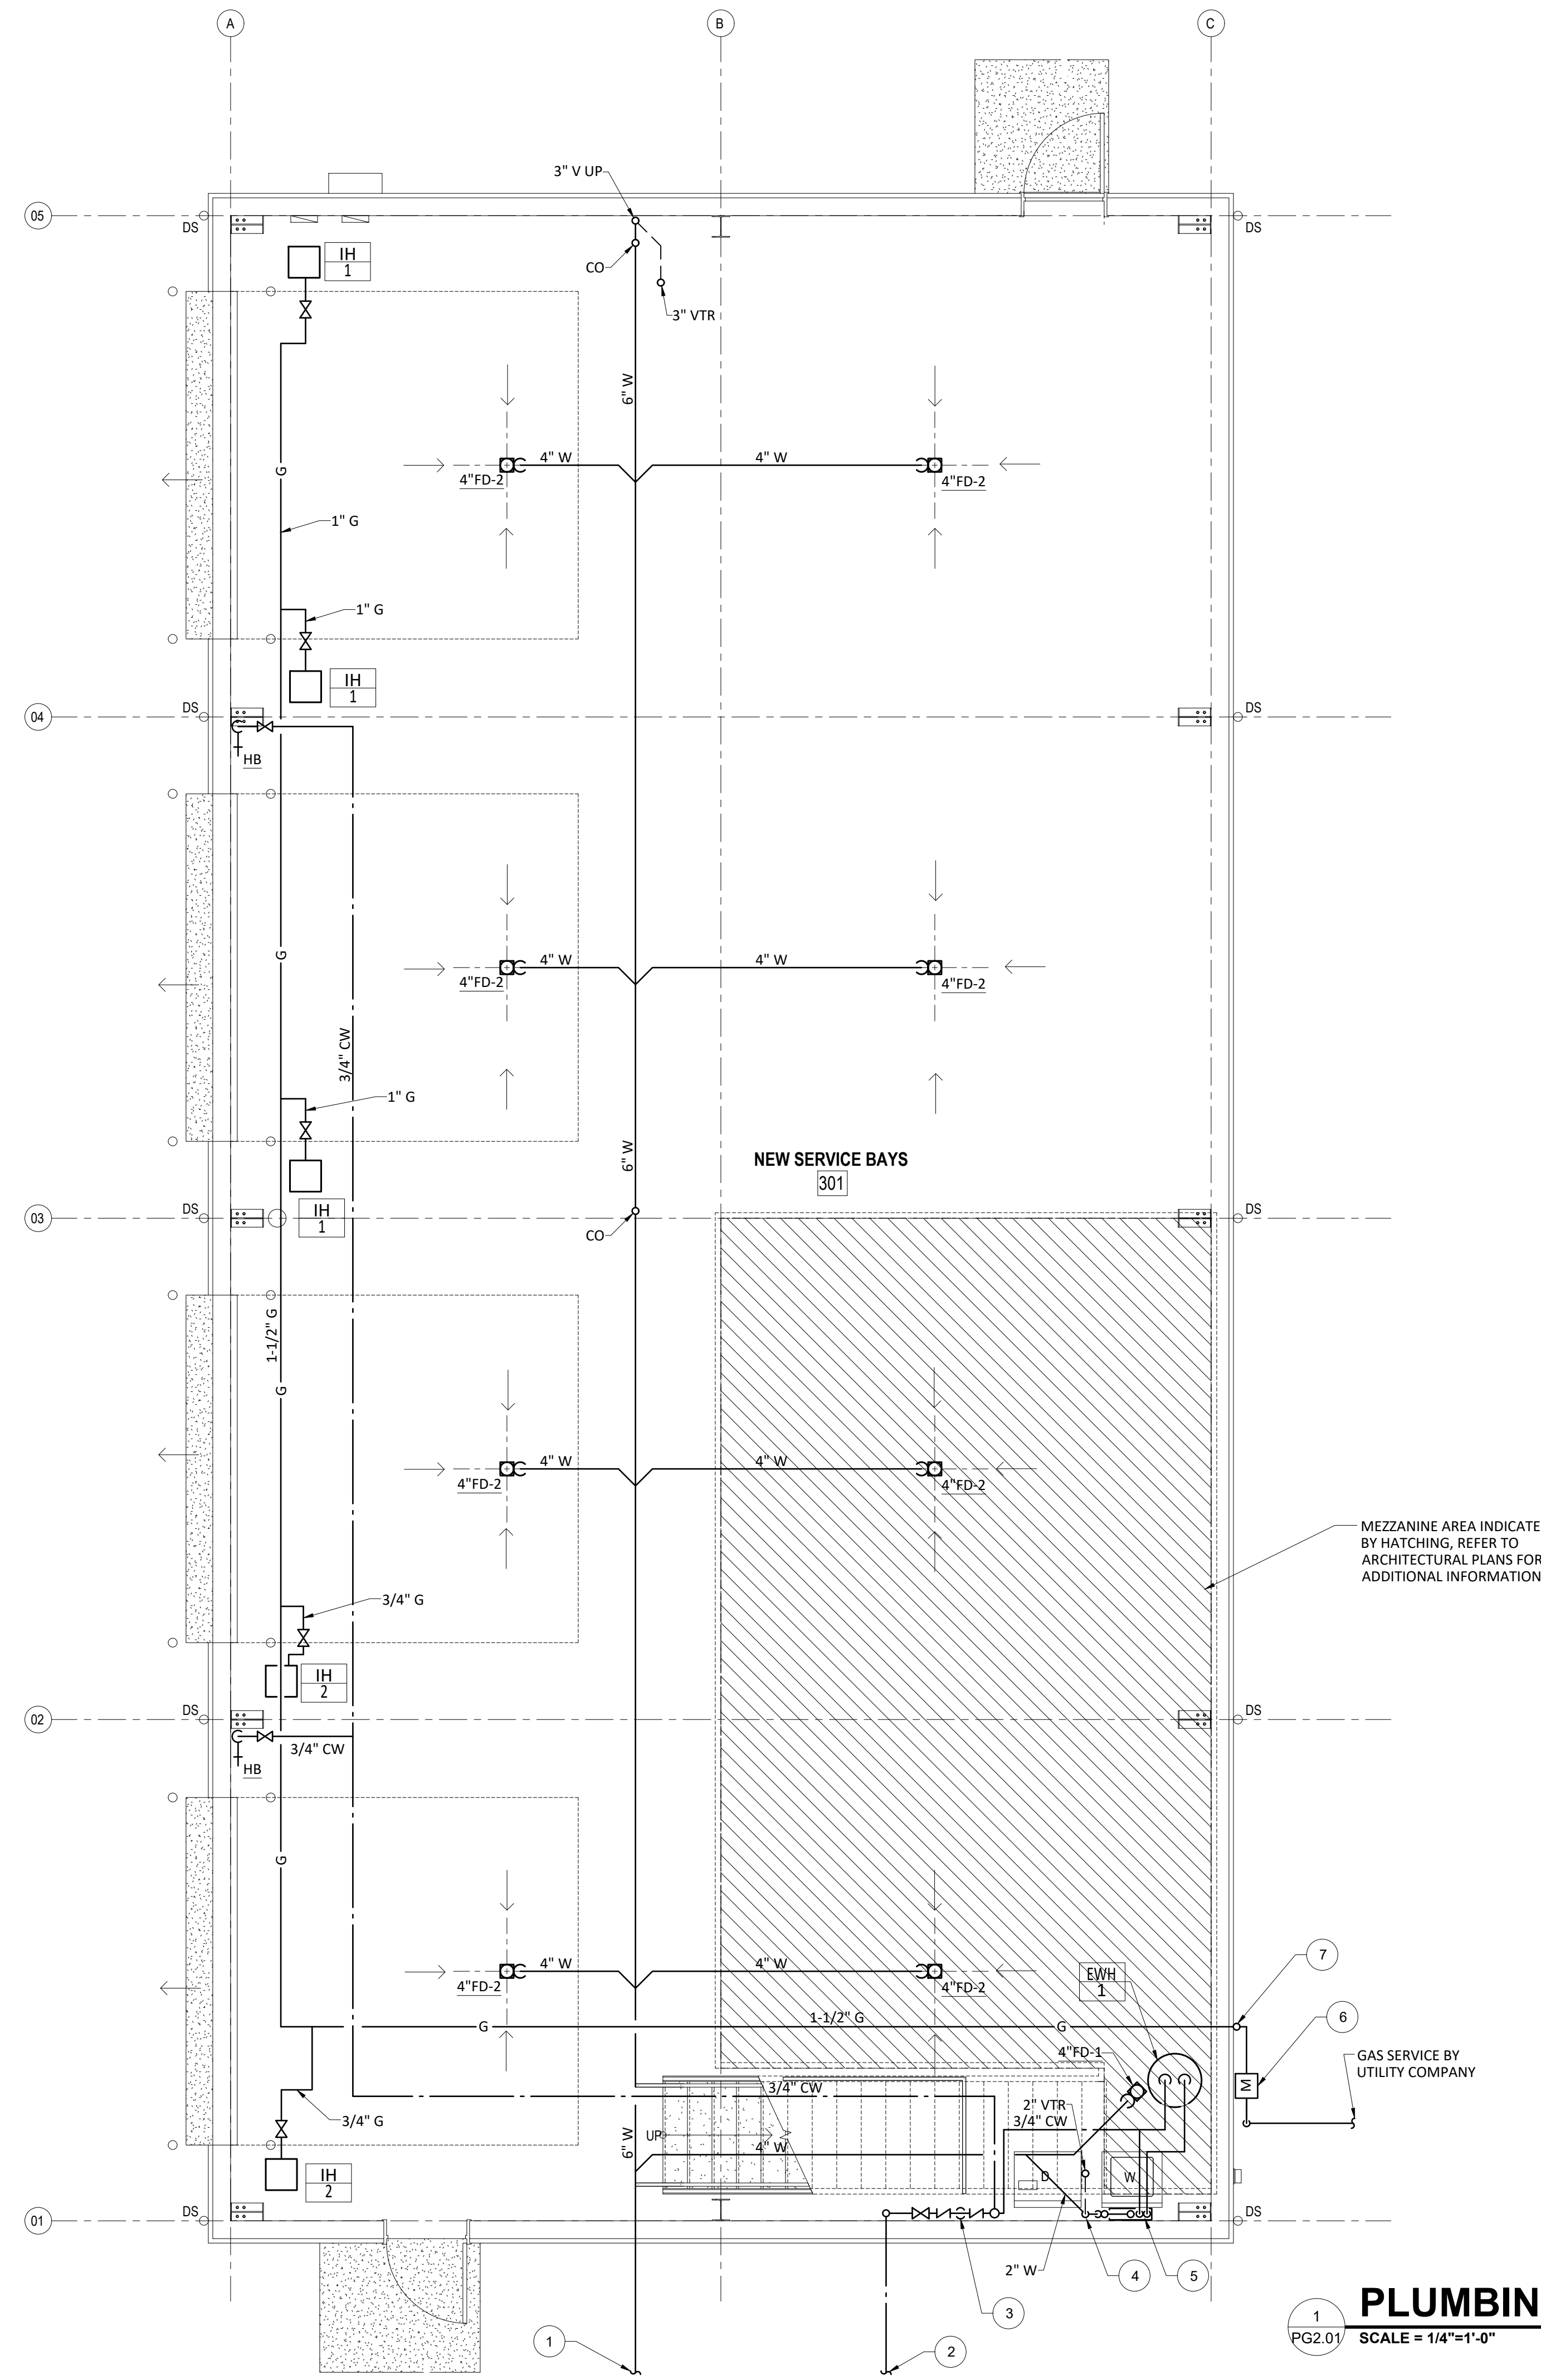 A
B
C
3" V UP
05
DS
DS
IH
1
CO
3" VTR
6" W
4" W
4" W
G
4"FD-2
4"FD-2
1" G
1" G
IH
1
04
DS
DS
HB
G
4" W
4" W
4"FD-2
4"FD-2
3/4" CW
1" G
6" W
NEW SERVICE BAYS
301
03
DS
DS
IH
1
CO
1-1/2" G
G
4" W
4" W
4"FD-2
4"FD-2
MEZZANINE AREA INDICATE
BY HATCHING, REFER TO
ARCHITECTURAL PLANS FOR
ADDITIONAL INFORMATION
3/4" G
IH
2
02
DS
DS
3/4" CW
HB
G
4" W
4" W
4"FD-2
4"FD-2
EWH
1
7
1-1/2" G
G
G
6
4"FD-1
GAS SERVICE BY
UTILITY COMPANY
M
3/4" CW
2" VTR
3/4" CW
3/4" G
6" W
UP
4" W
D
W
IH
2
01
DS
DS
2" W
4
5
3
1
2
1
PG2.01
PLUMBIN
SCALE = 1/4"=1'-0"